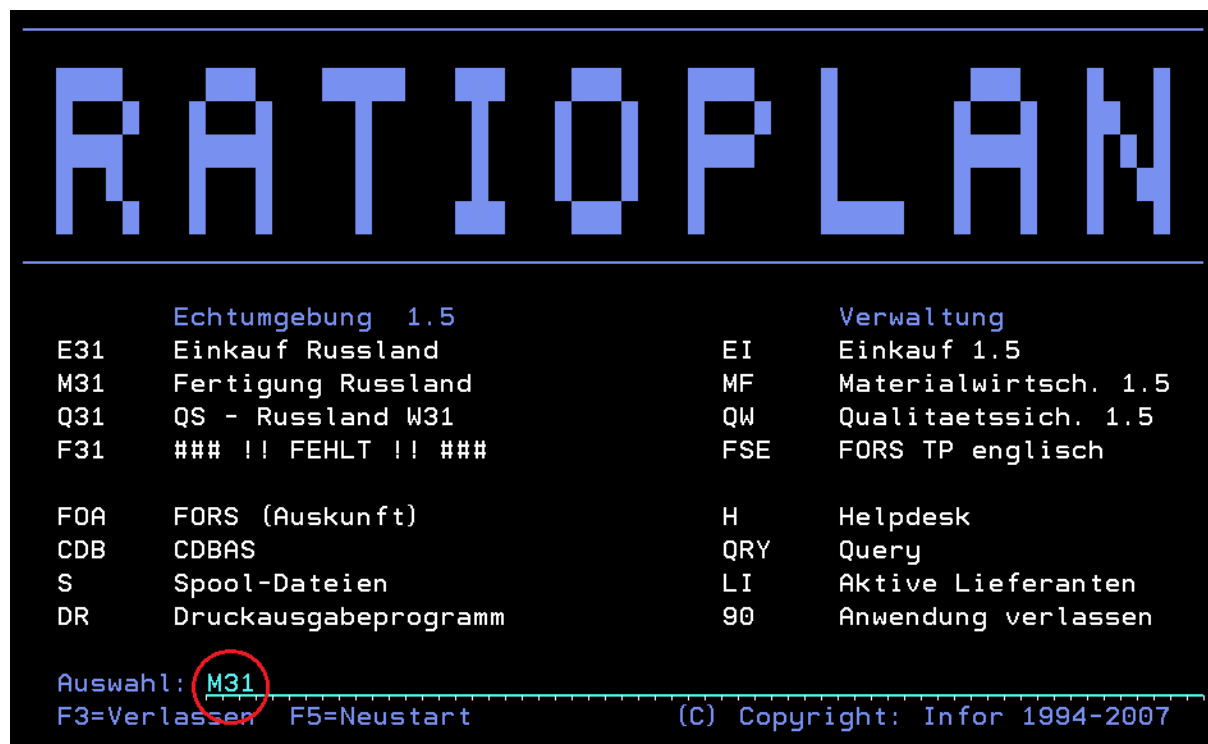 RATIOPLAN
Echtumgebung 1.5 Verwaltung
E31 Einkauf Russland EI Einkauf 1.5
M31 Fertigung Russland MF Materialwirtsch. 1.5
Q31 QS - Russland W31 QW Qualitaetssich. 1.5
F31 ### !! FEHLT !! ### FSE FORS TP englisch
FOA FORS (Auskunft) H Helpdesk
CDB CDBAS QRY Query
S Spool-Dateien LI Aktive Lieferanten
DR Druckausgabeprogramm 90 Anwendung verlassen
Auswahl: M31
F3=Verlassen F5=Neustart (C) Copyright: Infor 1994-2007